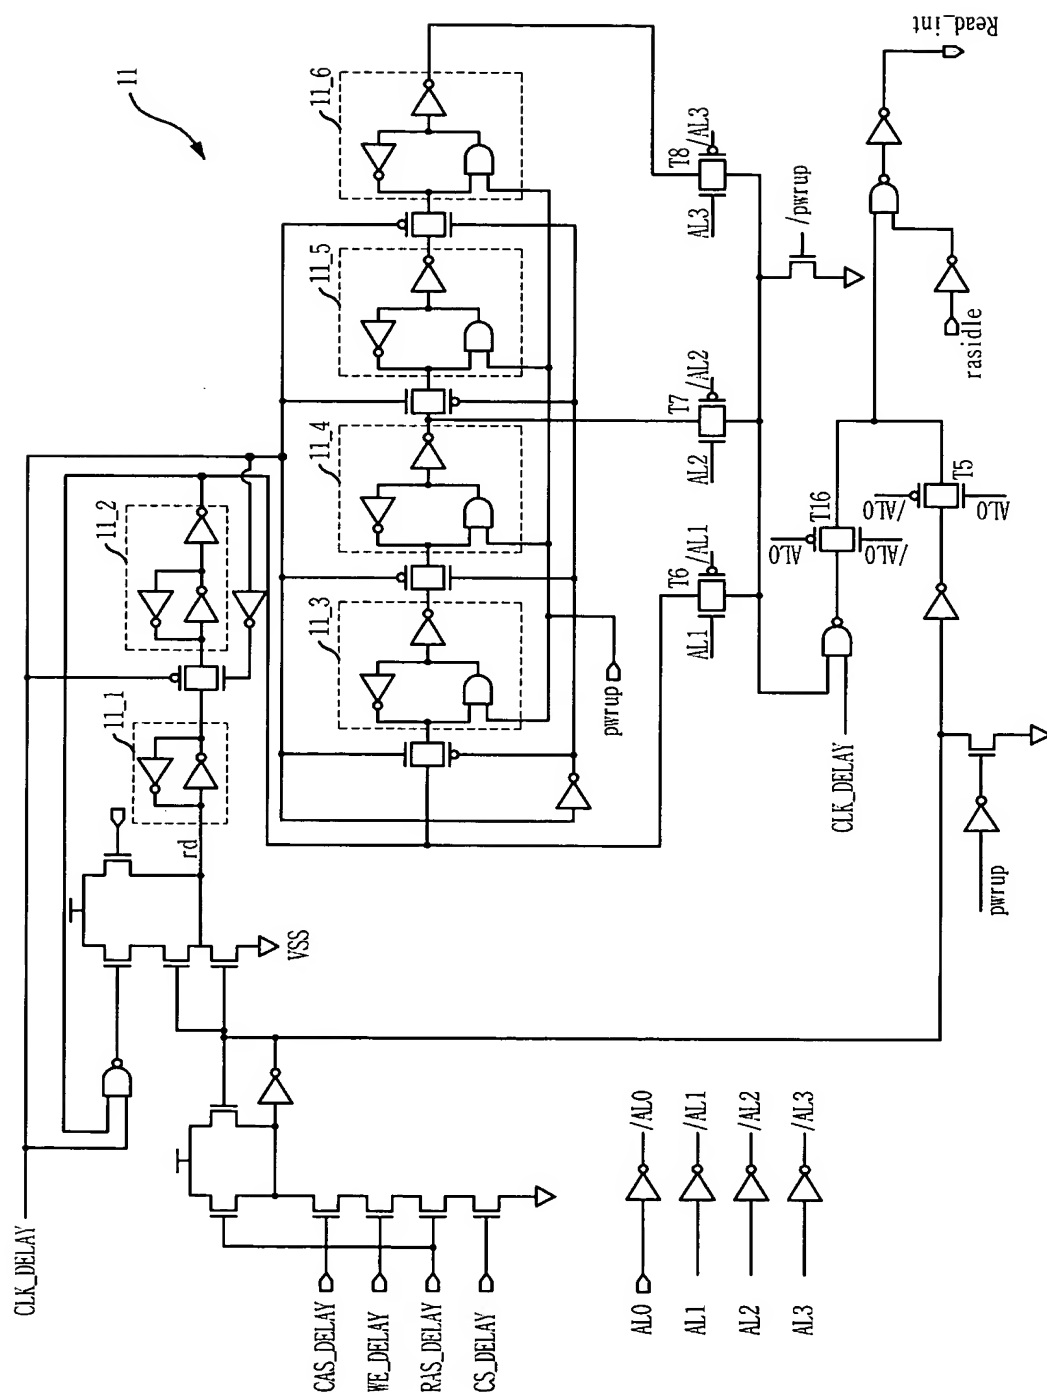 11
Read_int
11_6
T8
/AL3
AL3
/pwrup
11_5
T7
/AL2
AL2
rasidle
11_4
11_2
T16
/AL0
AL0
/AL0
T5
/AL0
AL0
T6
/AL1
AL1
11_3
pwrup
11_1
rd
CLK_DELAY
pwrup
VSS
CLK_DELAY
CAS_DELAY
WE_DELAY
RAS_DELAY
CS_DELAY
AL0
/AL0
AL1
/AL1
AL2
/AL2
AL3
/AL3